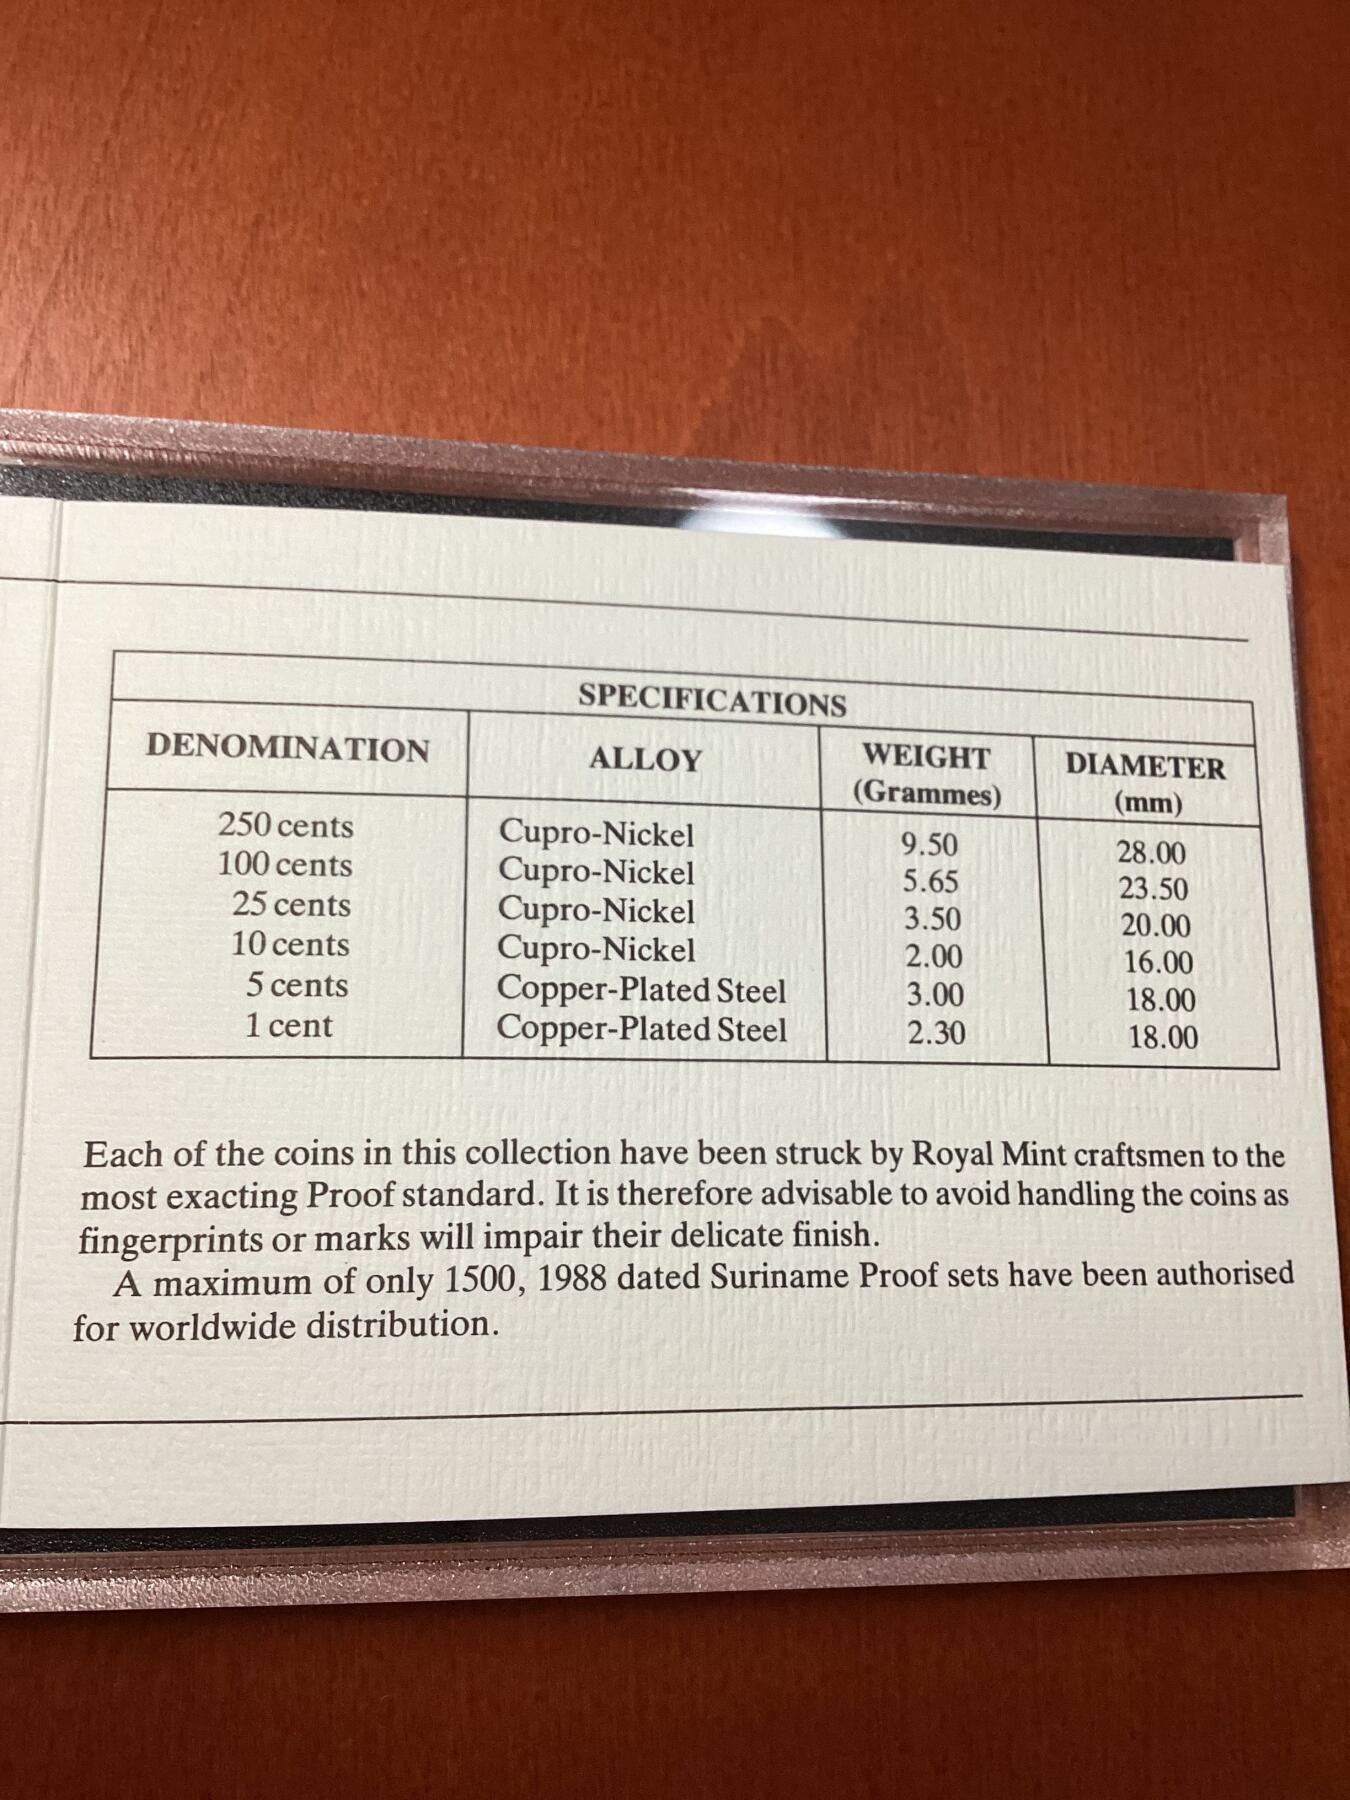 SPECIFICATIONS
DENOMINATION ALLOY WEIGHT (Grammes) DIAMETER (mm)
250 cents Cupro-Nickel 9.50 28.00
100 cents Cupro-Nickel 5.65 23.50
25 cents Cupro-Nickel 3.50 20.00
10 cents Cupro-Nickel 2.00 16.00
5 cents Copper-Plated Steel 3.00 18.00
1 cent Copper-Plated Steel 2.30 18.00
Each of the coins in this collection have been struck by Royal Mint craftsmen to the
most exacting Proof standard. It is therefore advisable to avoid handling the coins as
fingerprints or marks will impair their delicate finish.
A maximum of only 1500, 1988 dated Suriname Proof sets have been authorised
for worldwide distribution.